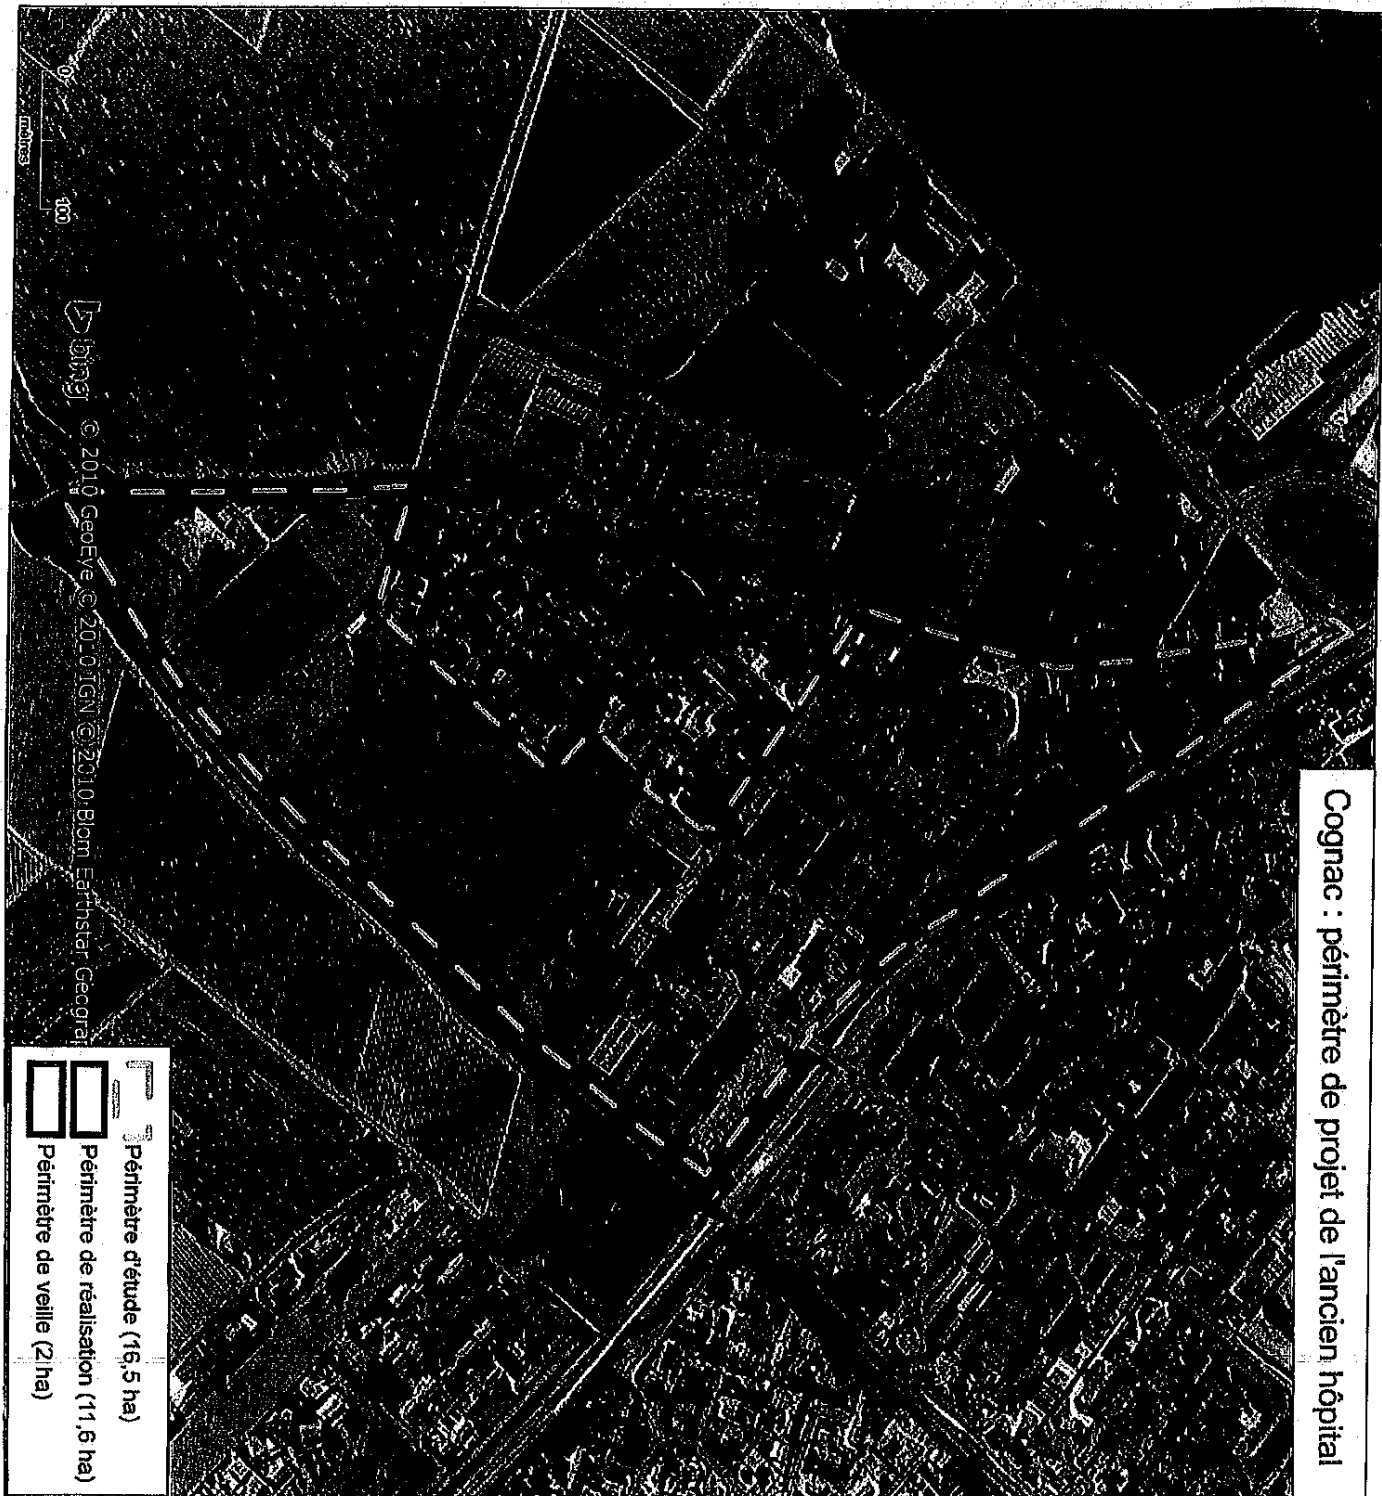 Cognac : périmètre de projet de l'ancien hôpital
Périmètre d'étude (16,5 ha)
Périmètre de réalisation (11,6 ha)
Périmètre de veille (2 ha)
0
100
mètres
bing
© 2010 GeoEye © 2010 IGN © 2010 Blom Earthstar Geograp